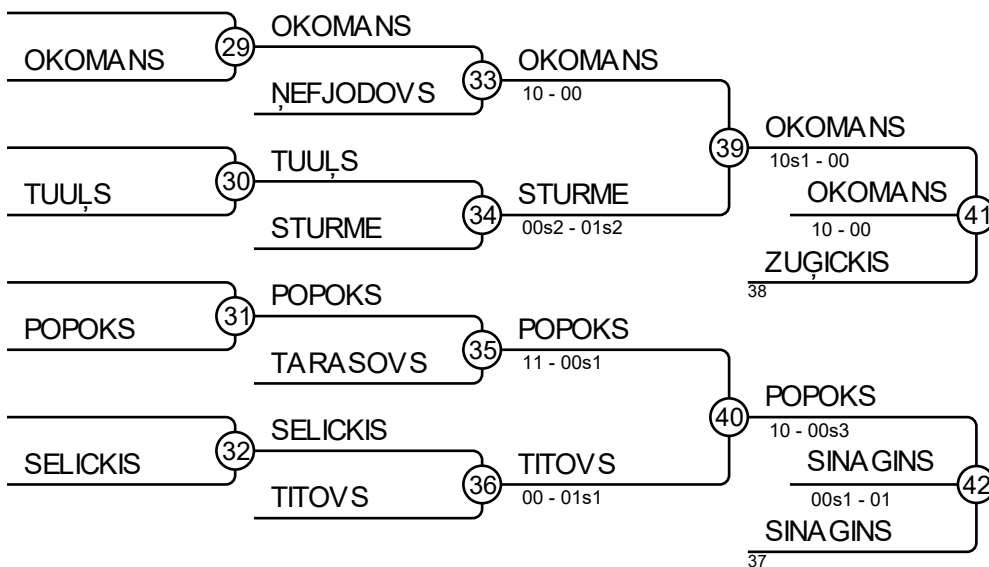 OKOMANS
29
OKOMANS
33
OKOMANS
ŅEFJODOVS
10 - 00
39
OKOMANS
10s1 - 00
TUUĻS
30
TUUĻS
34
STURME
STURME
00s2 - 01s2
OKOMANS
41
10 - 00
ZUĢICKIS
38
POPOKS
31
POPOKS
35
POPOKS
TARASOVS
11 - 00s1
40
POPOKS
10 - 00s3
SELICKIS
32
SELICKIS
36
TITOVS
TITOVS
00 - 01s1
SINAGINS
42
00s1 - 01
SINAGINS
37